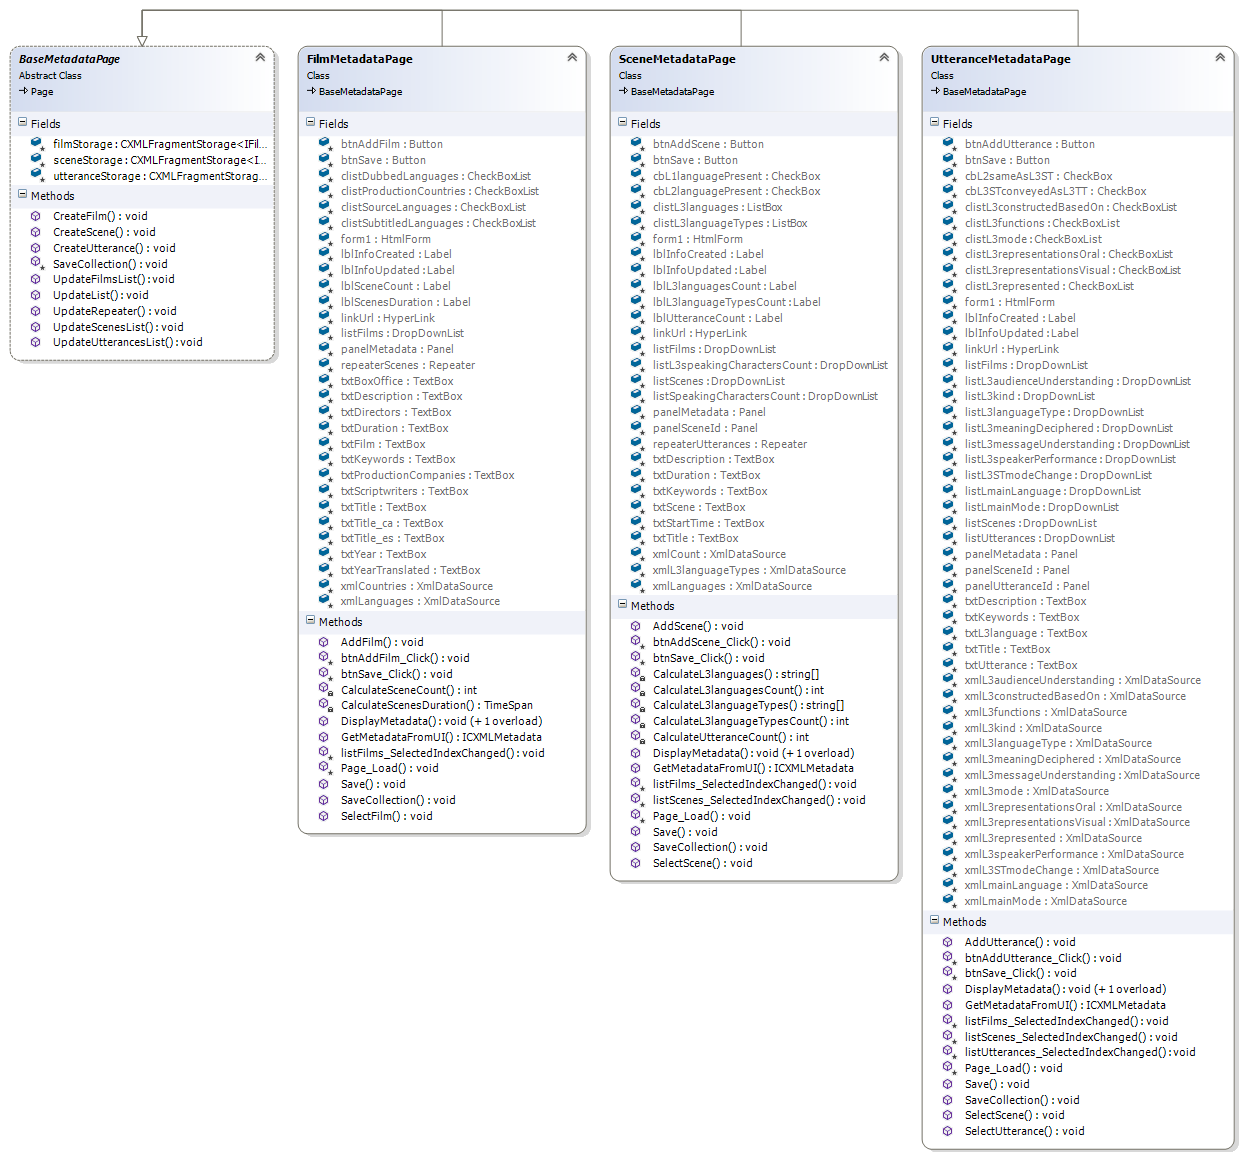 BaseMetadataPage
Abstract Class
Page
Fields
filmStorage : CXMLFragmentStorage<IFil...
sceneStorage : CXMLFragmentStorage<I...
utteranceStorage : CXMLFragmentStorag...
Methods
CreateFilm() : void
CreateScene() : void
CreateUtterance() : void
SaveCollection() : void
UpdateFilmsList() : void
UpdateList() : void
UpdateRepeater() : void
UpdateScenesList() : void
UpdateUtterancesList() : void
FilmMetadataPage
Class
BaseMetadataPage
Fields
btnAddFilm : Button
btnSave : Button
clistDubbedLanguages : CheckBoxList
clistProductionCountries : CheckBoxList
clistSourceLanguages : CheckBoxList
clistSubtitledLanguages : CheckBoxList
form1 : HtmlForm
lblInfoCreated : Label
lblInfoUpdated : Label
lblSceneCount : Label
lblScenesDuration : Label
linkUrl : HyperLink
listFilms : DropDownList
panelMetadata : Panel
repeaterScenes : Repeater
txtBoxOffice : TextBox
txtDescription : TextBox
txtDirectors : TextBox
txtDuration : TextBox
txtFilm : TextBox
txtKeywords : TextBox
txtProductionCompanies : TextBox
txtScriptwriters : TextBox
txtTitle : TextBox
txtTitle_ca : TextBox
txtTitle_es : TextBox
txtYear : TextBox
txtYearTranslated : TextBox
xmlCountries : XmlDataSource
xmlLanguages : XmlDataSource
Methods
AddFilm() : void
btnAddFilm_Click() : void
btnSave_Click() : void
CalculateSceneCount() : int
CalculateScenesDuration() : TimeSpan
DisplayMetadata() : void (+ 1 overload)
GetMetadataFromUI() : ICXMLMetadata
listFilms_SelectedIndexChanged() : void
Page_Load() : void
Save() : void
SaveCollection() : void
SelectFilm() : void
SceneMetadataPage
Class
BaseMetadataPage
Fields
btnAddScene : Button
btnSave : Button
cbL1languagePresent : CheckBox
cbL2languagePresent : CheckBox
clistL3languages : ListBox
clistL3languageTypes : ListBox
form1 : HtmlForm
lblInfoCreated : Label
lblInfoUpdated : Label
lblL3languagesCount : Label
lblL3languageTypesCount : Label
lblUtteranceCount : Label
linkUrl : HyperLink
listFilms : DropDownList
listL3speakingCharactersCount : DropDownList
listScenes : DropDownList
listSpeakingCharactersCount : DropDownList
panelMetadata : Panel
panelSceneId : Panel
repeaterUtterances : Repeater
txtDescription : TextBox
txtDuration : TextBox
txtKeywords : TextBox
txtScene : TextBox
txtStartTime : TextBox
txtTitle : TextBox
xmlCount : XmlDataSource
xmlL3languageTypes : XmlDataSource
xmlLanguages : XmlDataSource
Methods
AddScene() : void
btnAddScene_Click() : void
btnSave_Click() : void
CalculateL3languages() : string[]
CalculateL3languagesCount() : int
CalculateL3languageTypes() : string[]
CalculateL3languageTypesCount() : int
CalculateUtteranceCount() : int
DisplayMetadata() : void (+ 1 overload)
GetMetadataFromUI() : ICXMLMetadata
listFilms_SelectedIndexChanged() : void
listScenes_SelectedIndexChanged() : void
Page_Load() : void
Save() : void
SaveCollection() : void
SelectScene() : void
UtteranceMetadataPage
Class
BaseMetadataPage
Fields
btnAddUtterance : Button
btnSave : Button
cbL2sameAsL3ST : CheckBox
cbL3STconveyedAsL3TT : CheckBox
clistL3constructedBasedOn : CheckBoxList
clistL3functions : CheckBoxList
clistL3mode : CheckBoxList
clistL3representationsOral : CheckBoxList
clistL3representationsVisual : CheckBoxList
clistL3represented : CheckBoxList
form1 : HtmlForm
lblInfoCreated : Label
lblInfoUpdated : Label
linkUrl : HyperLink
listFilms : DropDownList
listL3audienceUnderstanding : DropDownList
listL3kind : DropDownList
listL3languageType : DropDownList
listL3meaningDeciphered : DropDownList
listL3messageUnderstanding : DropDownList
listL3speakerPerformance : DropDownList
listL3STmodeChange : DropDownList
listLmainLanguage : DropDownList
listLmainMode : DropDownList
listScenes : DropDownList
listUtterances : DropDownList
panelMetadata : Panel
panelSceneId : Panel
panelUtteranceId : Panel
txtDescription : TextBox
txtKeywords : TextBox
txtL3language : TextBox
txtTitle : TextBox
txtUtterance : TextBox
xmlL3audienceUnderstanding : XmlDataSource
xmlL3constructedBasedOn : XmlDataSource
xmlL3functions : XmlDataSource
xmlL3kind : XmlDataSource
xmlL3languageType : XmlDataSource
xmlL3meaningDeciphered : XmlDataSource
xmlL3messageUnderstanding : XmlDataSource
xmlL3mode : XmlDataSource
xmlL3representationsOral : XmlDataSource
xmlL3representationsVisual : XmlDataSource
xmlL3represented : XmlDataSource
xmlL3speakerPerformance : XmlDataSource
xmlL3STmodeChange : XmlDataSource
xmlLmainLanguage : XmlDataSource
xmlLmainMode : XmlDataSource
Methods
AddUtterance() : void
btnAddUtterance_Click() : void
btnSave_Click() : void
DisplayMetadata() : void (+ 1 overload)
GetMetadataFromUI() : ICXMLMetadata
listFilms_SelectedIndexChanged() : void
listScenes_SelectedIndexChanged() : void
listUtterances_SelectedIndexChanged() : void
Page_Load() : void
Save() : void
SaveCollection() : void
SelectScene() : void
SelectUtterance() : void